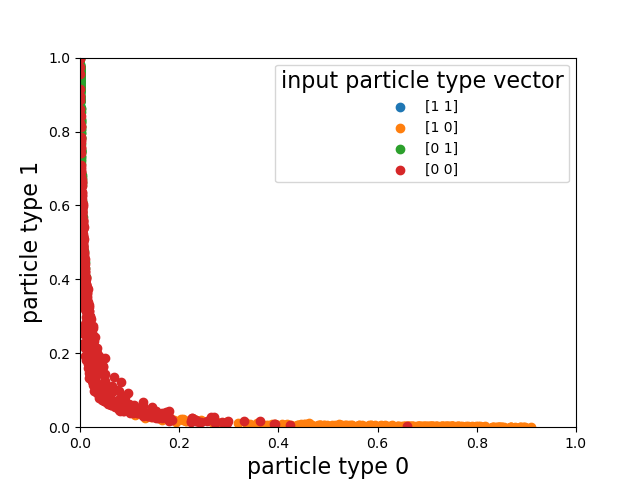 input particle type vector
[1 1]
[1 0]
[0 1]
[0 0]
1.0
0.8
0.6
0.4
0.2
0.0
particle type 1
0.0 0.2 0.4 0.6 0.8 1.0
particle type 0